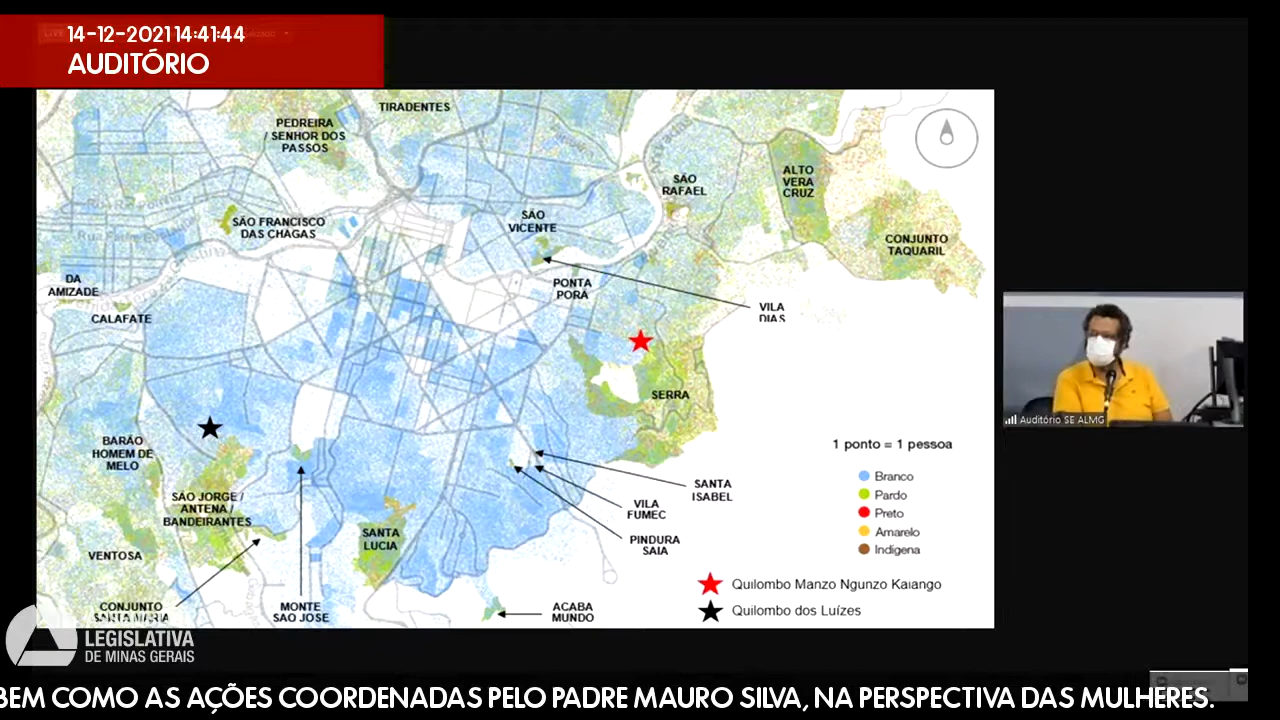 14-12-2021 14:41:44
AUDITÓRIO
TIRADENTES
PEDREIRA
/ SENHOR DOS
PASSOS
SÃO
RAFAEL
ALTO
VERA
CRUZ
SÃO FRANCISCO
DAS CHAGAS
SÃO
VICENTE
CONJUNTO
TAQUARIL
DA
AMIZADE
CALAFATE
PONTA
PORÃ
VILA
DIAS
SERRA
BARÃO
HOMEM DE
MELO
SÃO JORGE /
ANTENA /
BANDEIRANTES
VENTOSA
CONJUNTO
SANTA MARIA
MONTE
SAO JOSE
SANTA
LUCIA
ACABA
MUNDO
SANTA
ISABEL
VILA
FUMEC
PINDURA
SAIA
1 ponto = 1 pessoa
Branco
Pardo
Preto
Amarelo
Indígena
Quilombo Manzo Ngunzo Kaiango
Quilombo dos Luízes
Auditório SE ALMG
LEGISLATIVA
DE MINAS GERAIS
BEM COMO AS AÇÕES COORDENADAS PELO PADRE MAURO SILVA, NA PERSPECTIVA DAS MULHERES.